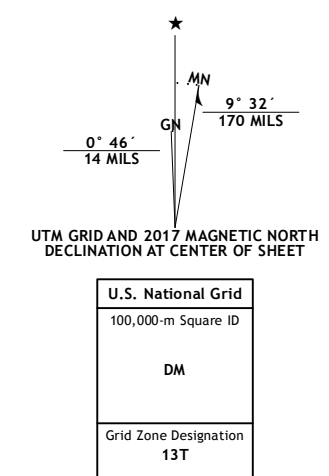 ★
MN
9° 32´
170 MILS
GN
0° 46´
14 MILS
UTM GRID AND 2017 MAGNETIC NORTH
DECLINATION AT CENTER OF SHEET
U.S. National Grid
100,000-m Square ID
DM
Grid Zone Designation
13T